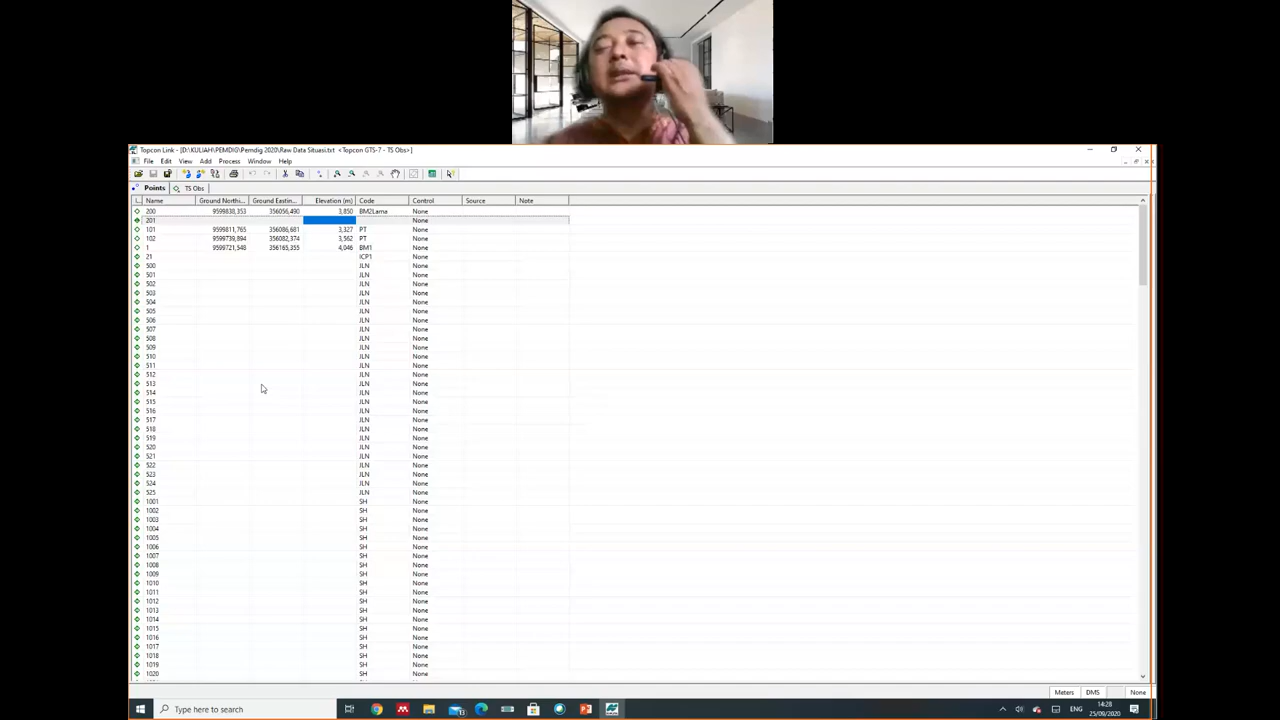 Topcon Link - [D:\KULIAH\PEMDIG\Pemdig 2020\Raw Data Situasi.txt <Topcon GTS-7 - TS Obs>]
File Edit View Add Process Window Help
Points TS Obs
I... Name Ground Northi... Ground Eastin... Elevation (m) Code Control Source Note
200 9599838,353 356056,490 3,850 BM2Lama None
201 None
101 9599811,765 356086,681 3,327 PT None
102 9599739,894 356082,374 3,562 PT None
1 9599721,548 356165,355 4,046 BM1 None
21 ICP1 None
500 JLN None
501 JLN None
502 JLN None
503 JLN None
504 JLN None
505 JLN None
506 JLN None
507 JLN None
508 JLN None
509 JLN None
510 JLN None
511 JLN None
512 JLN None
513 JLN None
514 JLN None
515 JLN None
516 JLN None
517 JLN None
518 JLN None
519 JLN None
520 JLN None
521 JLN None
522 JLN None
523 JLN None
524 JLN None
525 JLN None
1001 SH None
1002 SH None
1003 SH None
1004 SH None
1005 SH None
1006 SH None
1007 SH None
1008 SH None
1009 SH None
1010 SH None
1011 SH None
1012 SH None
1013 SH None
1014 SH None
1015 SH None
1016 SH None
1017 SH None
1018 SH None
1019 SH None
1020 SH None
Meters DMS None
Type here to search
ENG
14:28
25/09/2020